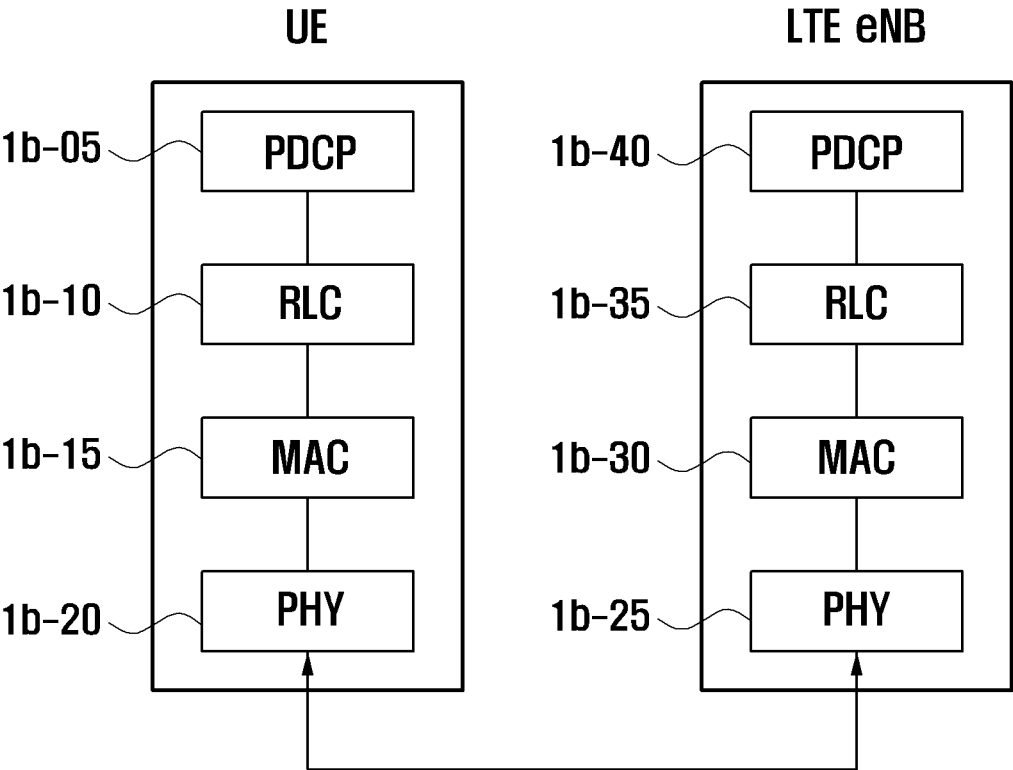 UE LTE eNB
1b-05 PDCP 1b-40 PDCP
1b-10 RLC 1b-35 RLC
1b-15 MAC 1b-30 MAC
1b-20 PHY 1b-25 PHY